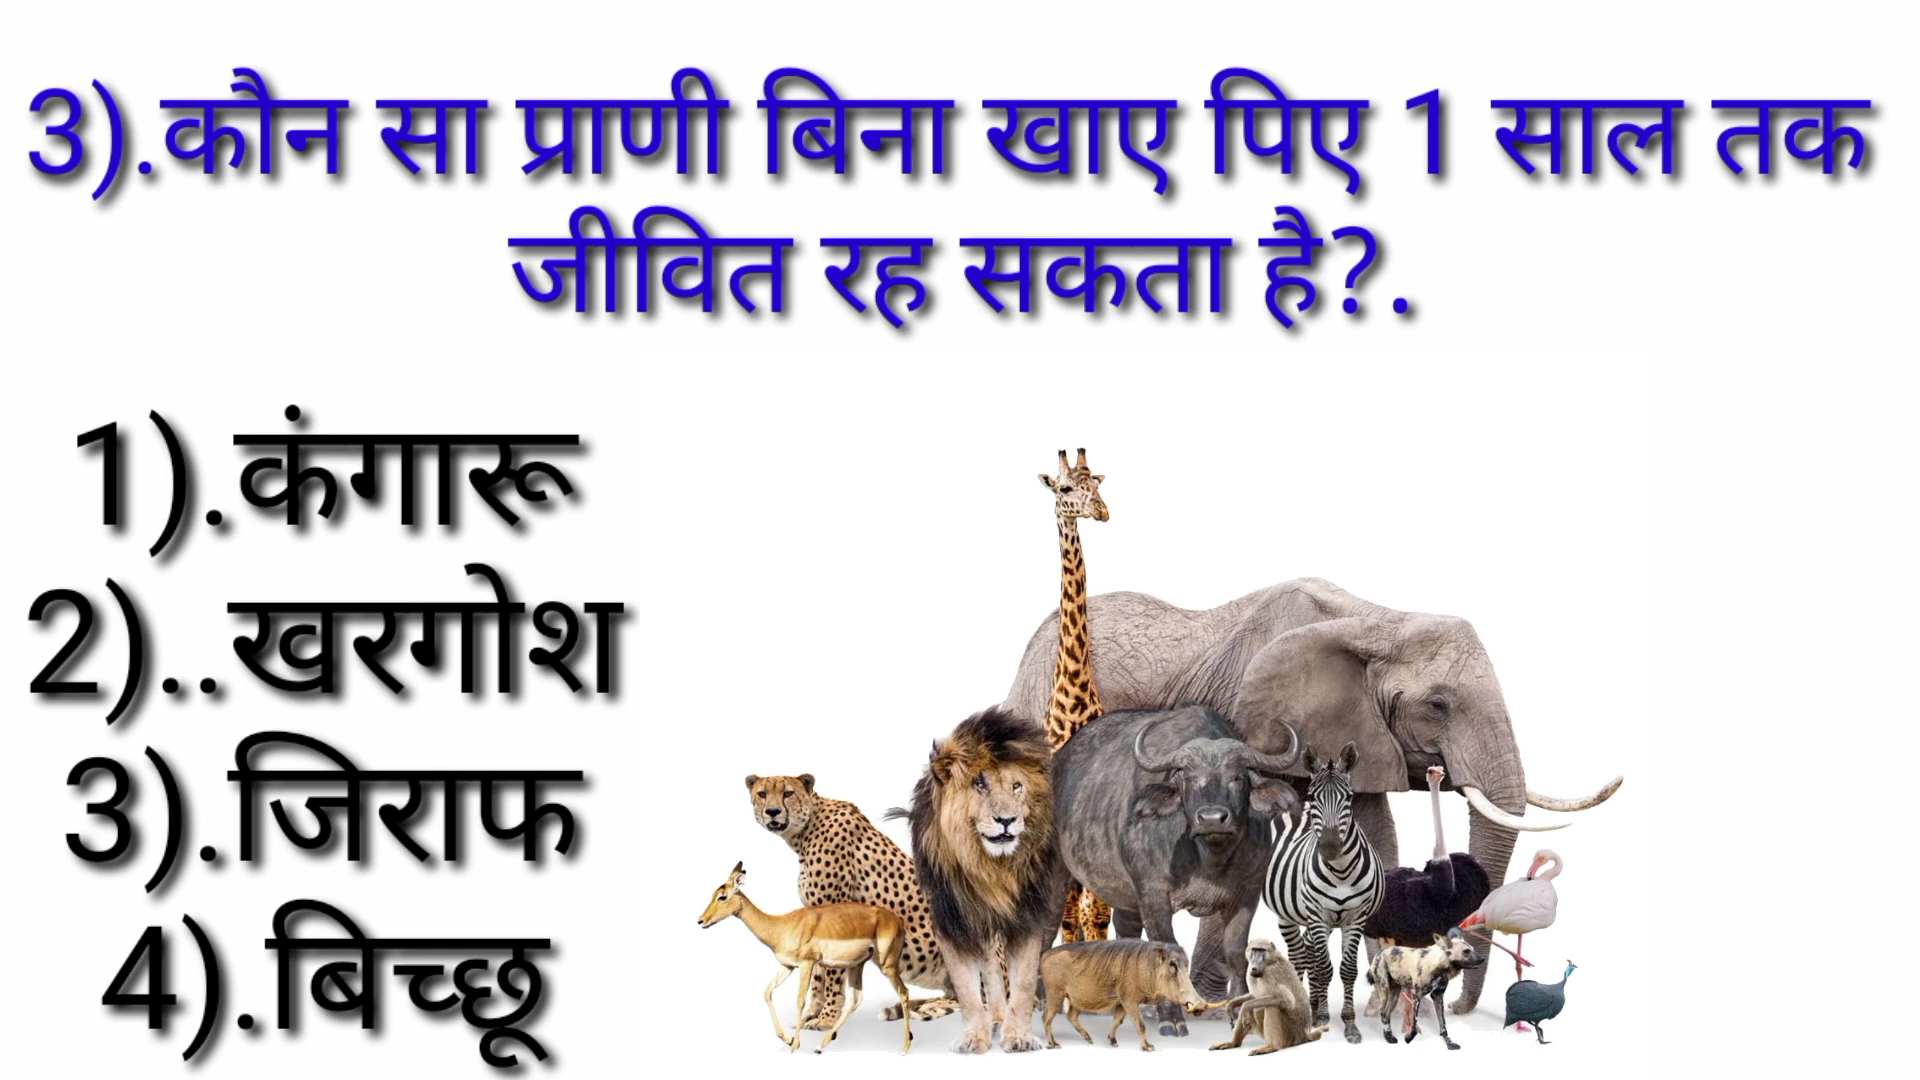 3).कौन सा प्राणी बिना खाए पिए 1 साल तक
जीवित रह सकता है?.
1).कंगारू
2)..खरगोश
3).जिराफ
4).बिच्छू